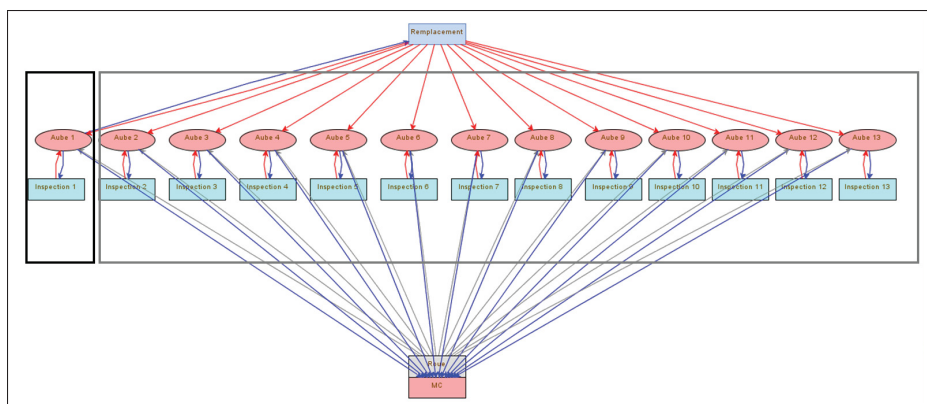 Remplacement
Aube 1
Aube 2
Aube 3
Aube 4
Aube 5
Aube 6
Aube 7
Aube 8
Aube 9
Aube 10
Aube 11
Aube 12
Aube 13
Inspection 1
Inspection 2
Inspection 3
Inspection 4
Inspection 5
Inspection 6
Inspection 7
Inspection 8
Inspection 9
Inspection 10
Inspection 11
Inspection 12
Inspection 13
Roue
MC